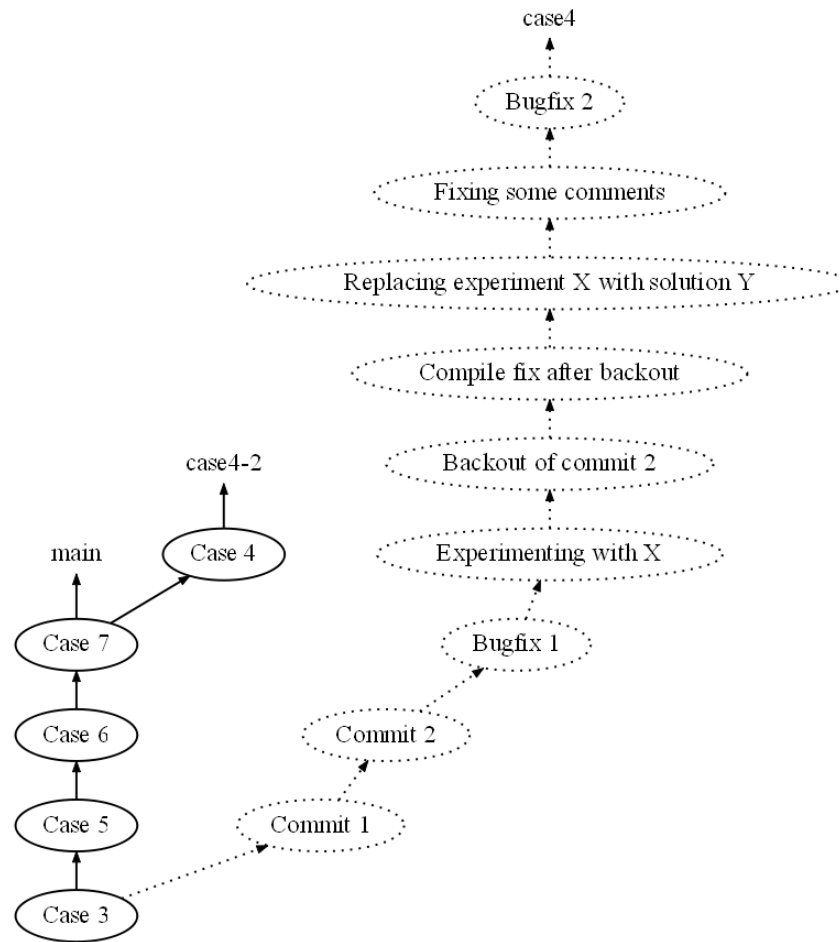 case4
Bugfix 2
Fixing some comments
Replacing experiment X with solution Y
Compile fix after backout
case4-2
Backout of commit 2
main
Case 4
Experimenting with X
Case 7
Bugfix 1
Case 6
Commit 2
Case 5
Commit 1
Case 3